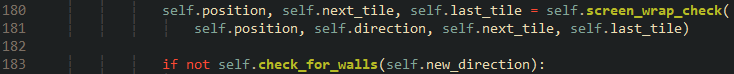 180 self.position, self.next_tile, self.last_tile = self.screen_wrap_check(
181 self.position, self.direction, self.next_tile, self.last_tile)
182
183 if not self.check_for_walls(self.new_direction):